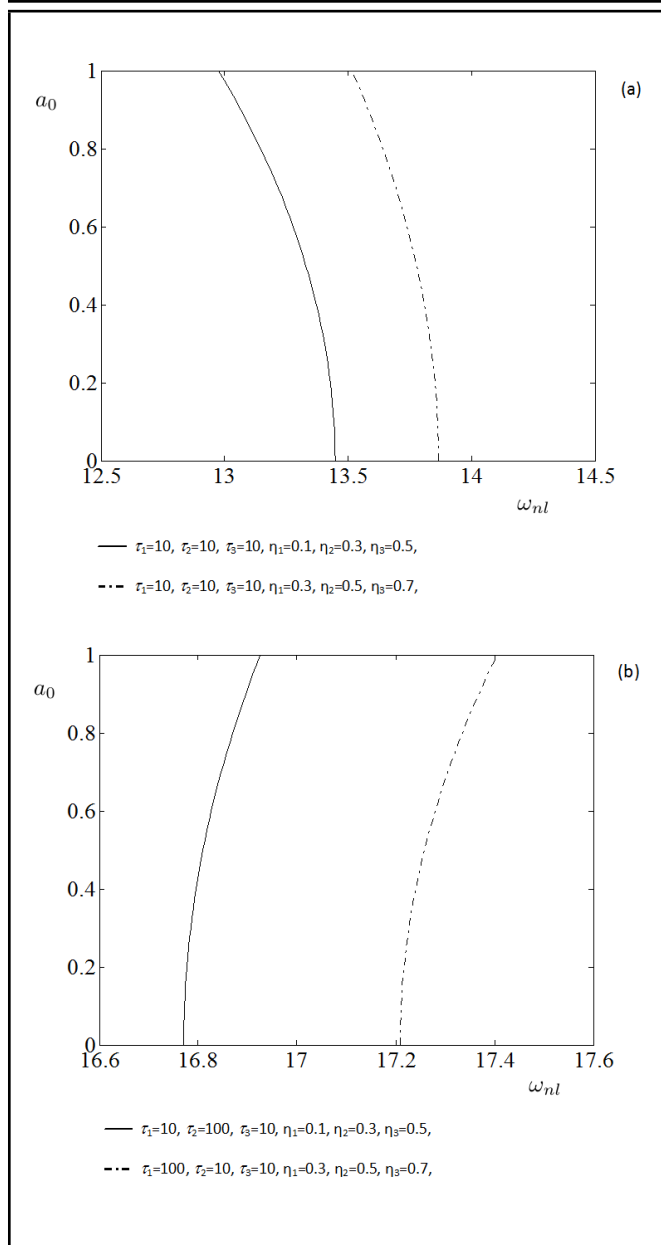 (a)
a₀
1
0.8
0.6
0.4
0.2
0
12.5 13 13.5 14 14.5
ωₙₗ
τ₁=10, τ₂=10, τ₃=10, η₁=0.1, η₂=0.3, η₃=0.5,
τ₁=10, τ₂=10, τ₃=10, η₁=0.3, η₂=0.5, η₃=0.7,
(b)
a₀
1
0.8
0.6
0.4
0.2
0
16.6 16.8 17 17.2 17.4 17.6
ωₙₗ
τ₁=10, τ₂=100, τ₃=10, η₁=0.1, η₂=0.3, η₃=0.5,
τ₁=100, τ₂=10, τ₃=10, η₁=0.3, η₂=0.5, η₃=0.7,